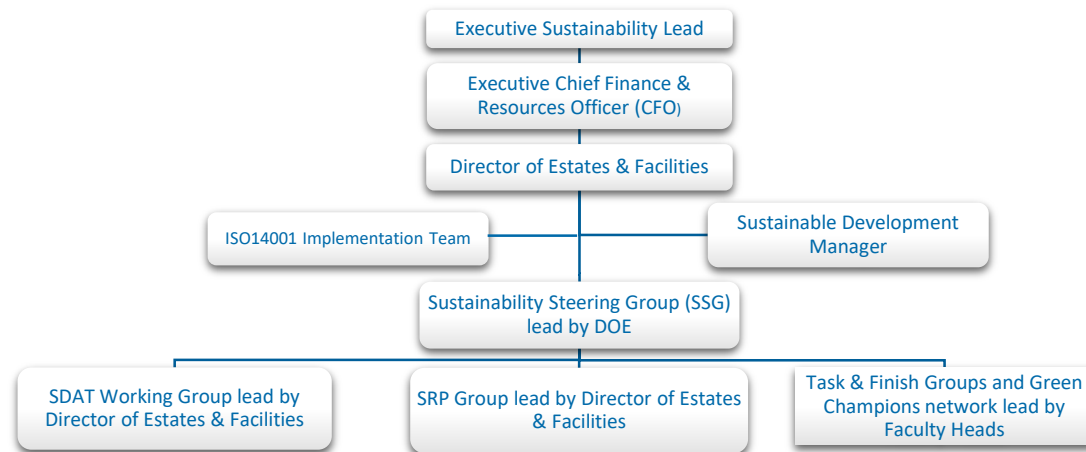 Executive Sustainability Lead
Executive Chief Finance &
Resources Officer (CFO)
Director of Estates & Facilities
ISO14001 Implementation Team
Sustainable Development
Manager
Sustainability Steering Group (SSG)
lead by DOE
SDAT Working Group lead by
Director of Estates & Facilities
SRP Group lead by Director of Estates
& Facilities
Task & Finish Groups and Green
Champions network lead by
Faculty Heads